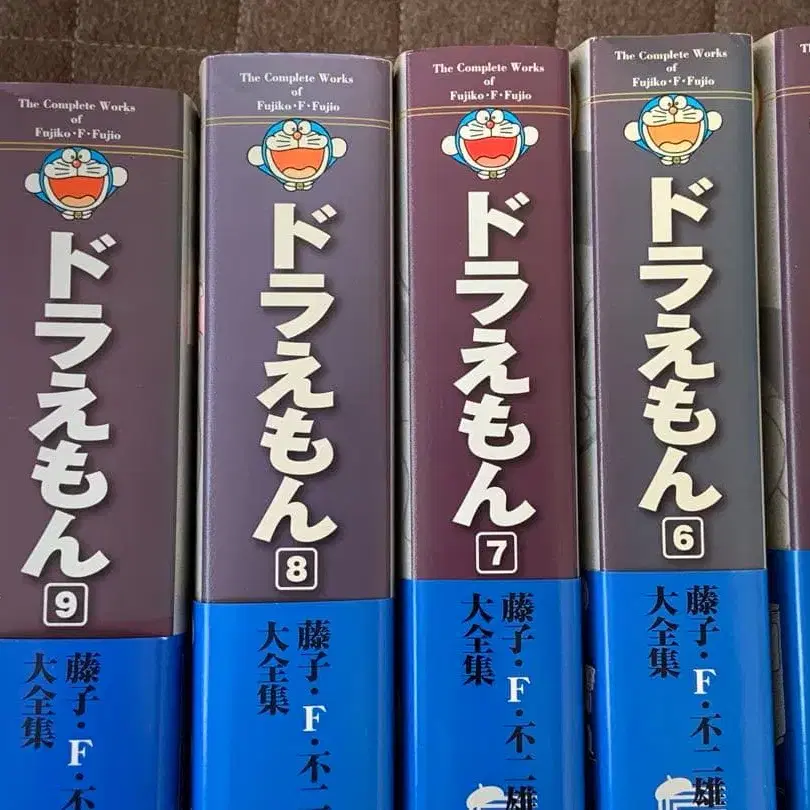 The Complete Works
of
Fujiko・F・Fujio
ドラえもん
9
藤子・F・不
大全集
The Complete Works
of
Fujiko・F・Fujio
ドラえもん
8
藤子・F・不二
大全集
The Complete Works
of
Fujiko・F・Fujio
ドラえもん
7
藤子・F・不二雄
大全集
The Complete Works
of
Fujiko・F・Fujio
ドラえもん
6
藤子・F・不二雄
大全集